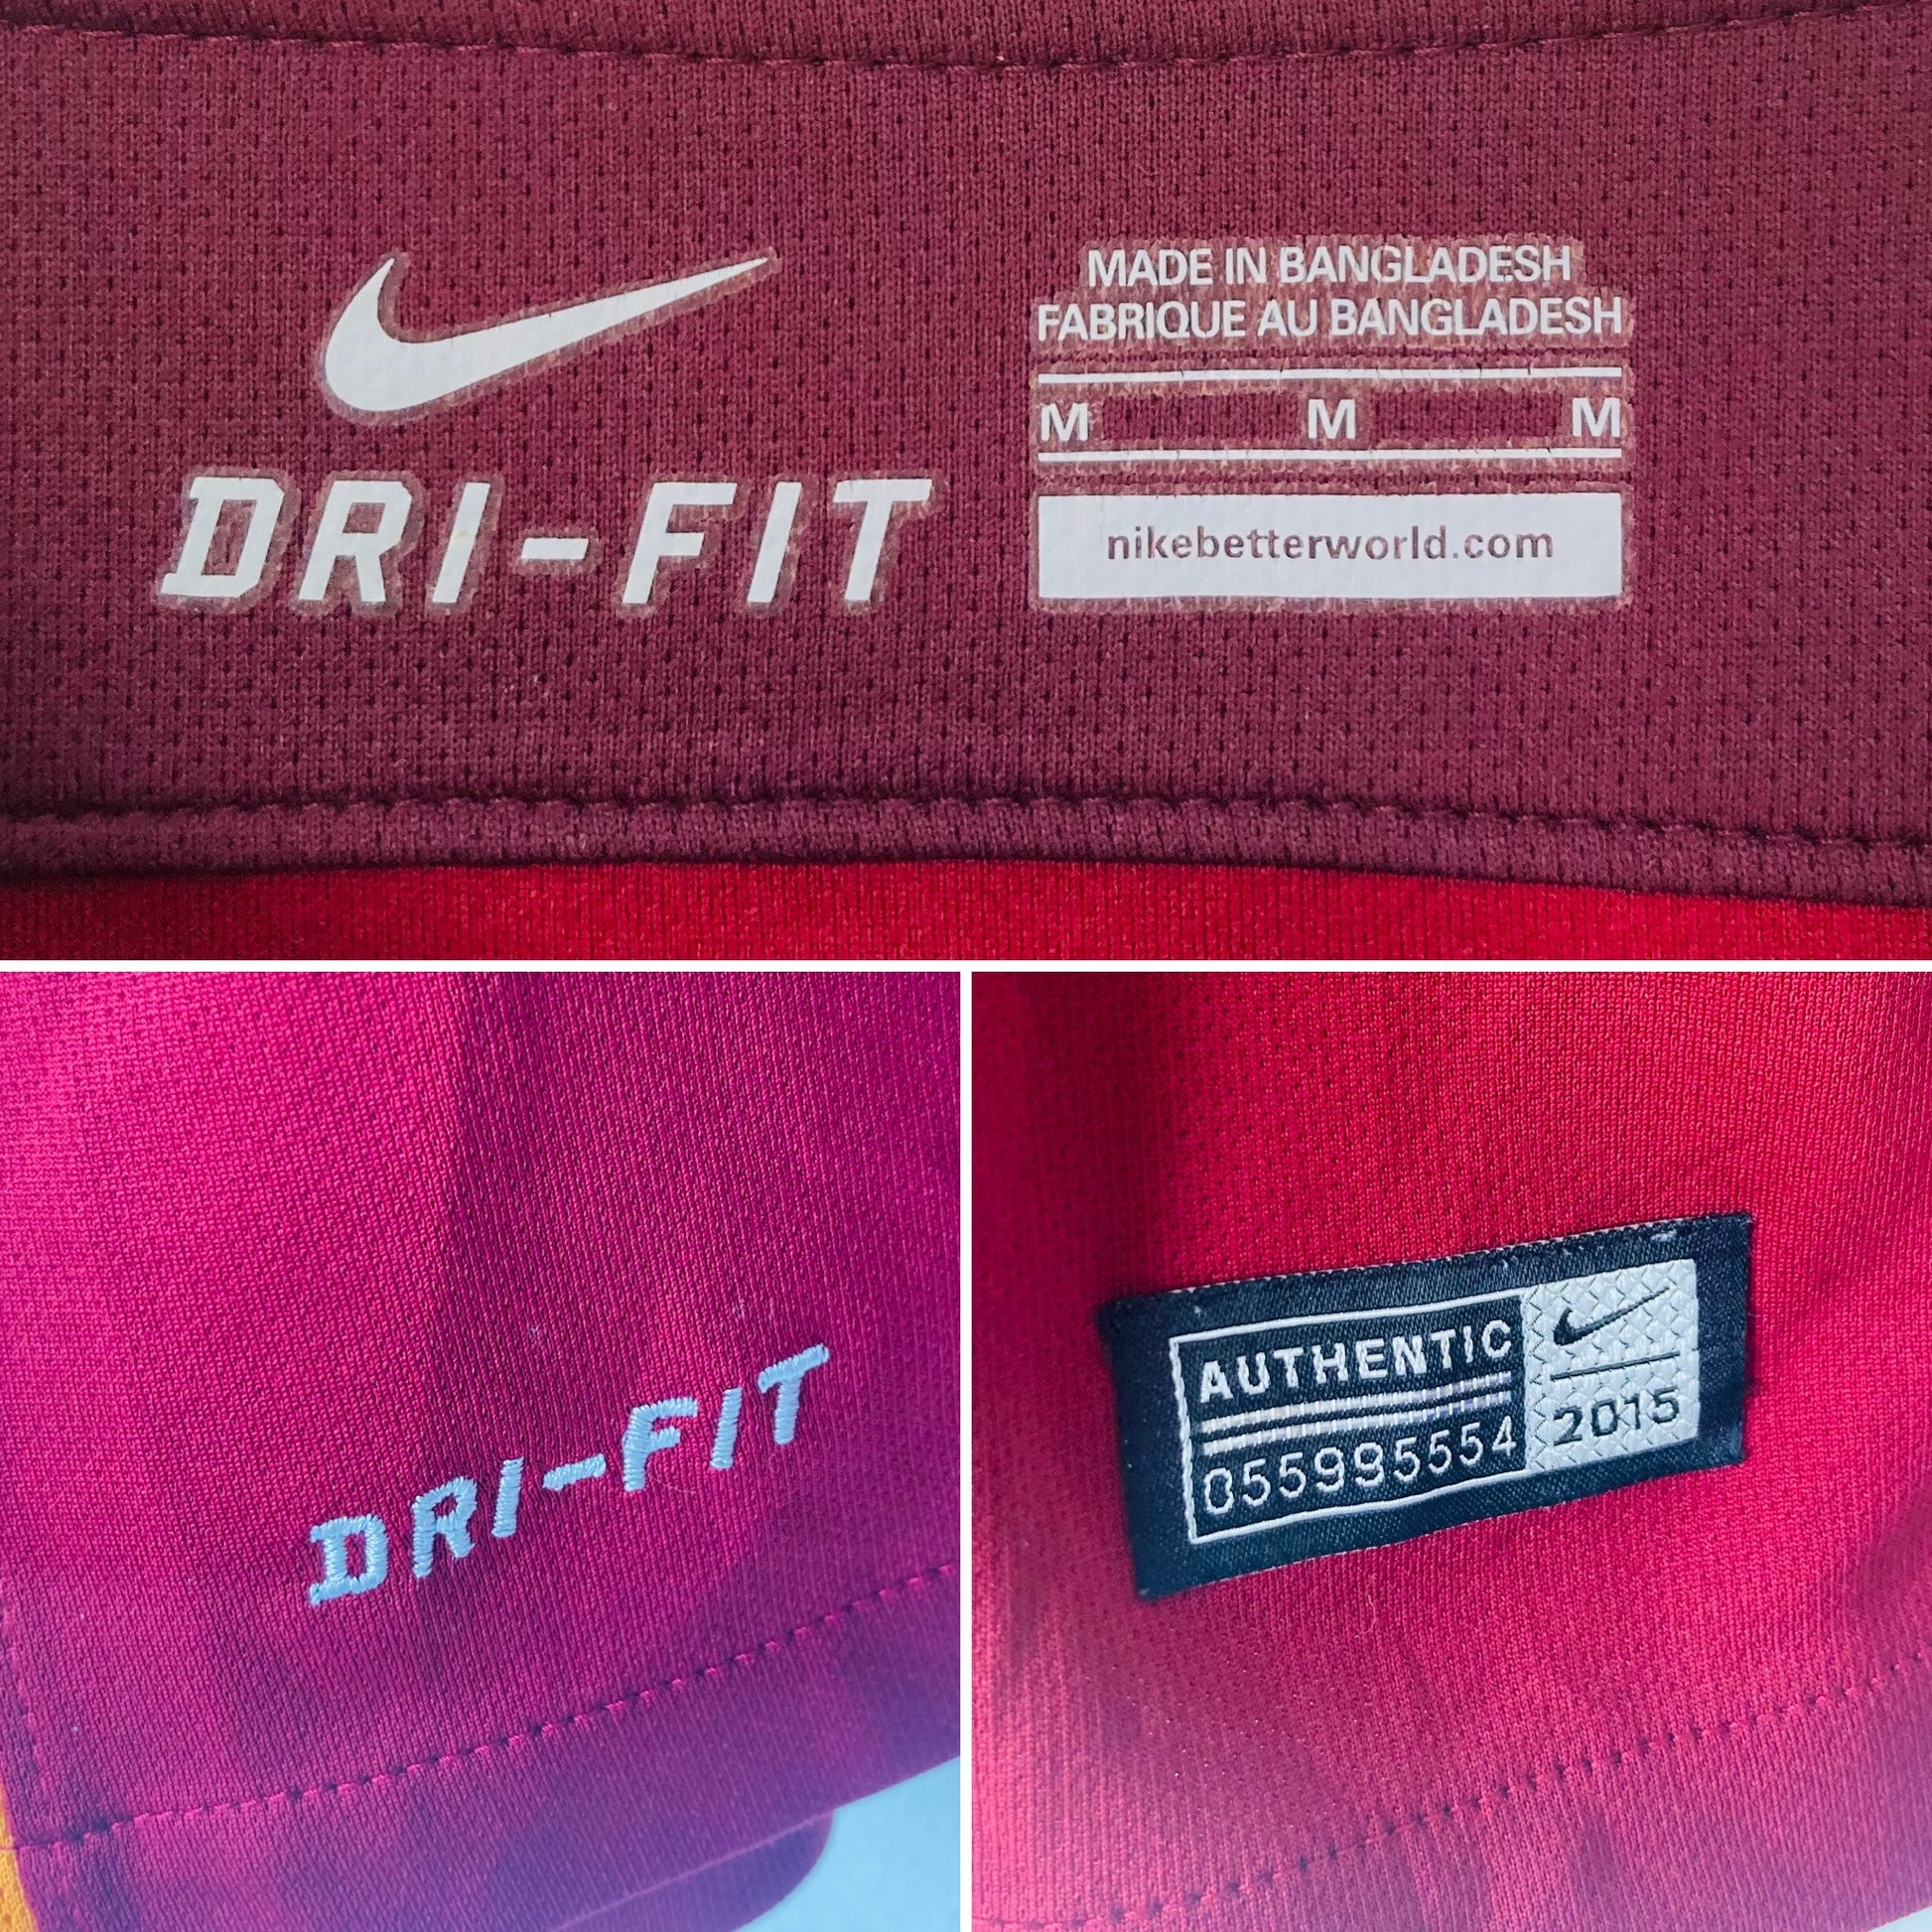 DRI-FIT
MADE IN BANGLADESH
FABRIQUE AU BANGLADESH
M M M
nikebetterworld.com
DRI-FIT
AUTHENTIC
055995554
2015